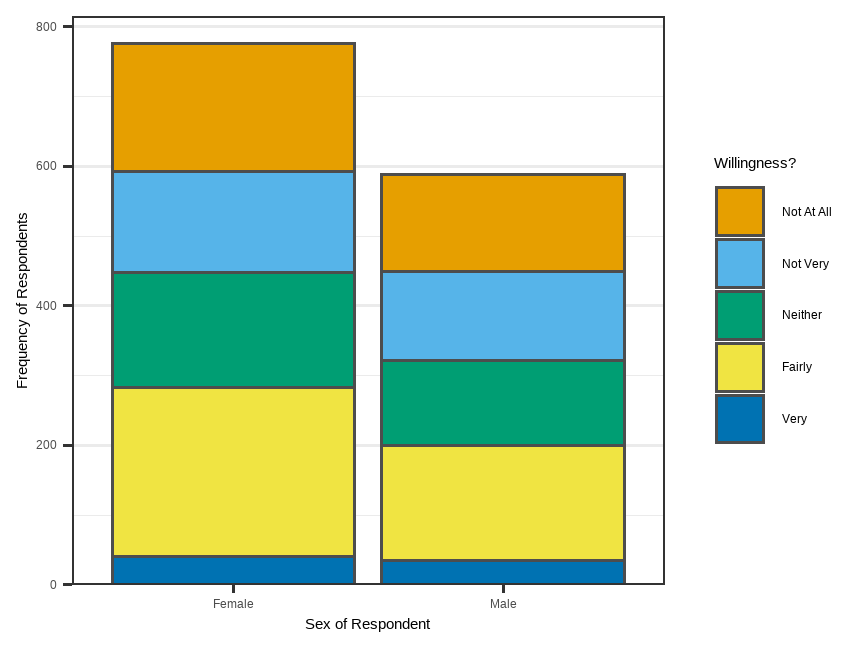 800
600
400
200
0
Frequency of Respondents
Female
Male
Sex of Respondent
Willingness?
Not At All
Not Very
Neither
Fairly
Very